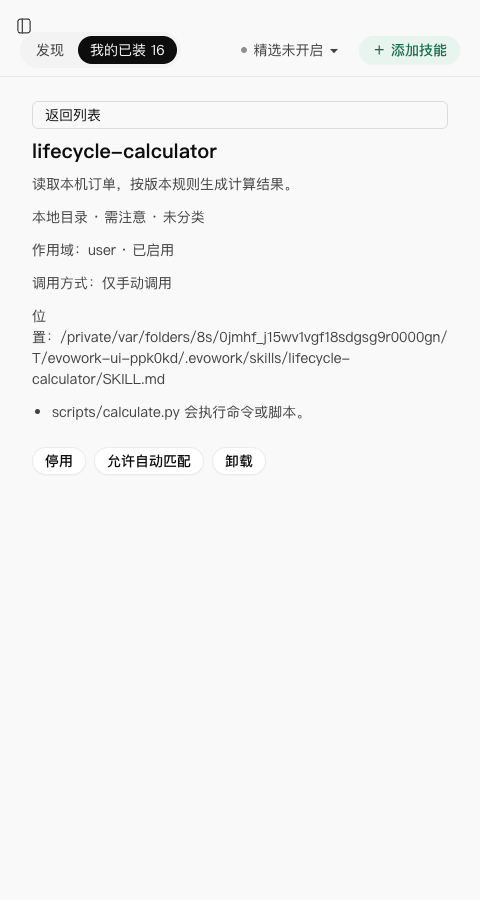 发现
我的已装 16
精选未开启
+ 添加技能
返回列表
lifecycle-calculator
读取本机订单，按版本规则生成计算结果。
本地目录 · 需注意 · 未分类
作用域：user · 已启用
调用方式：仅手动调用
位
置：/private/var/folders/8s/0jmhf_j15wv1vgf18sdgsg9r0000gn/
T/evowork-ui-ppk0kd/.evowork/skills/lifecycle-
calculator/SKILL.md
• scripts/calculate.py 会执行命令或脚本。
停用
允许自动匹配
卸载